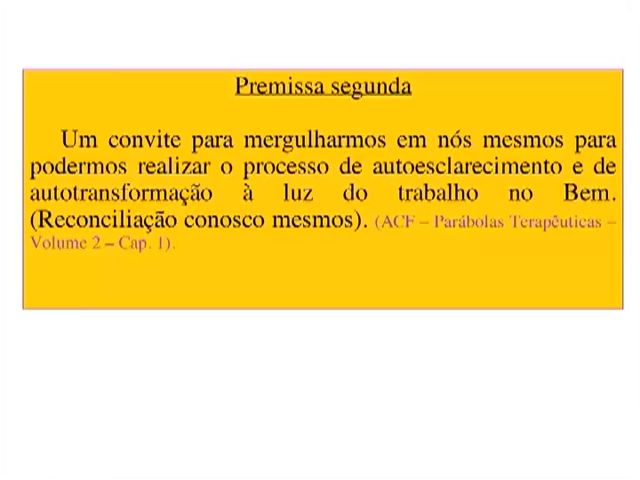 Premissa segunda
Um convite para mergulharmos em nós mesmos para
podermos realizar o processo de autoesclarecimento e de
autotransformação à luz do trabalho no Bem.
(Reconciliação conosco mesmos). (ACF – Parábolas Terapêuticas –
Volume 2 – Cap. 1).